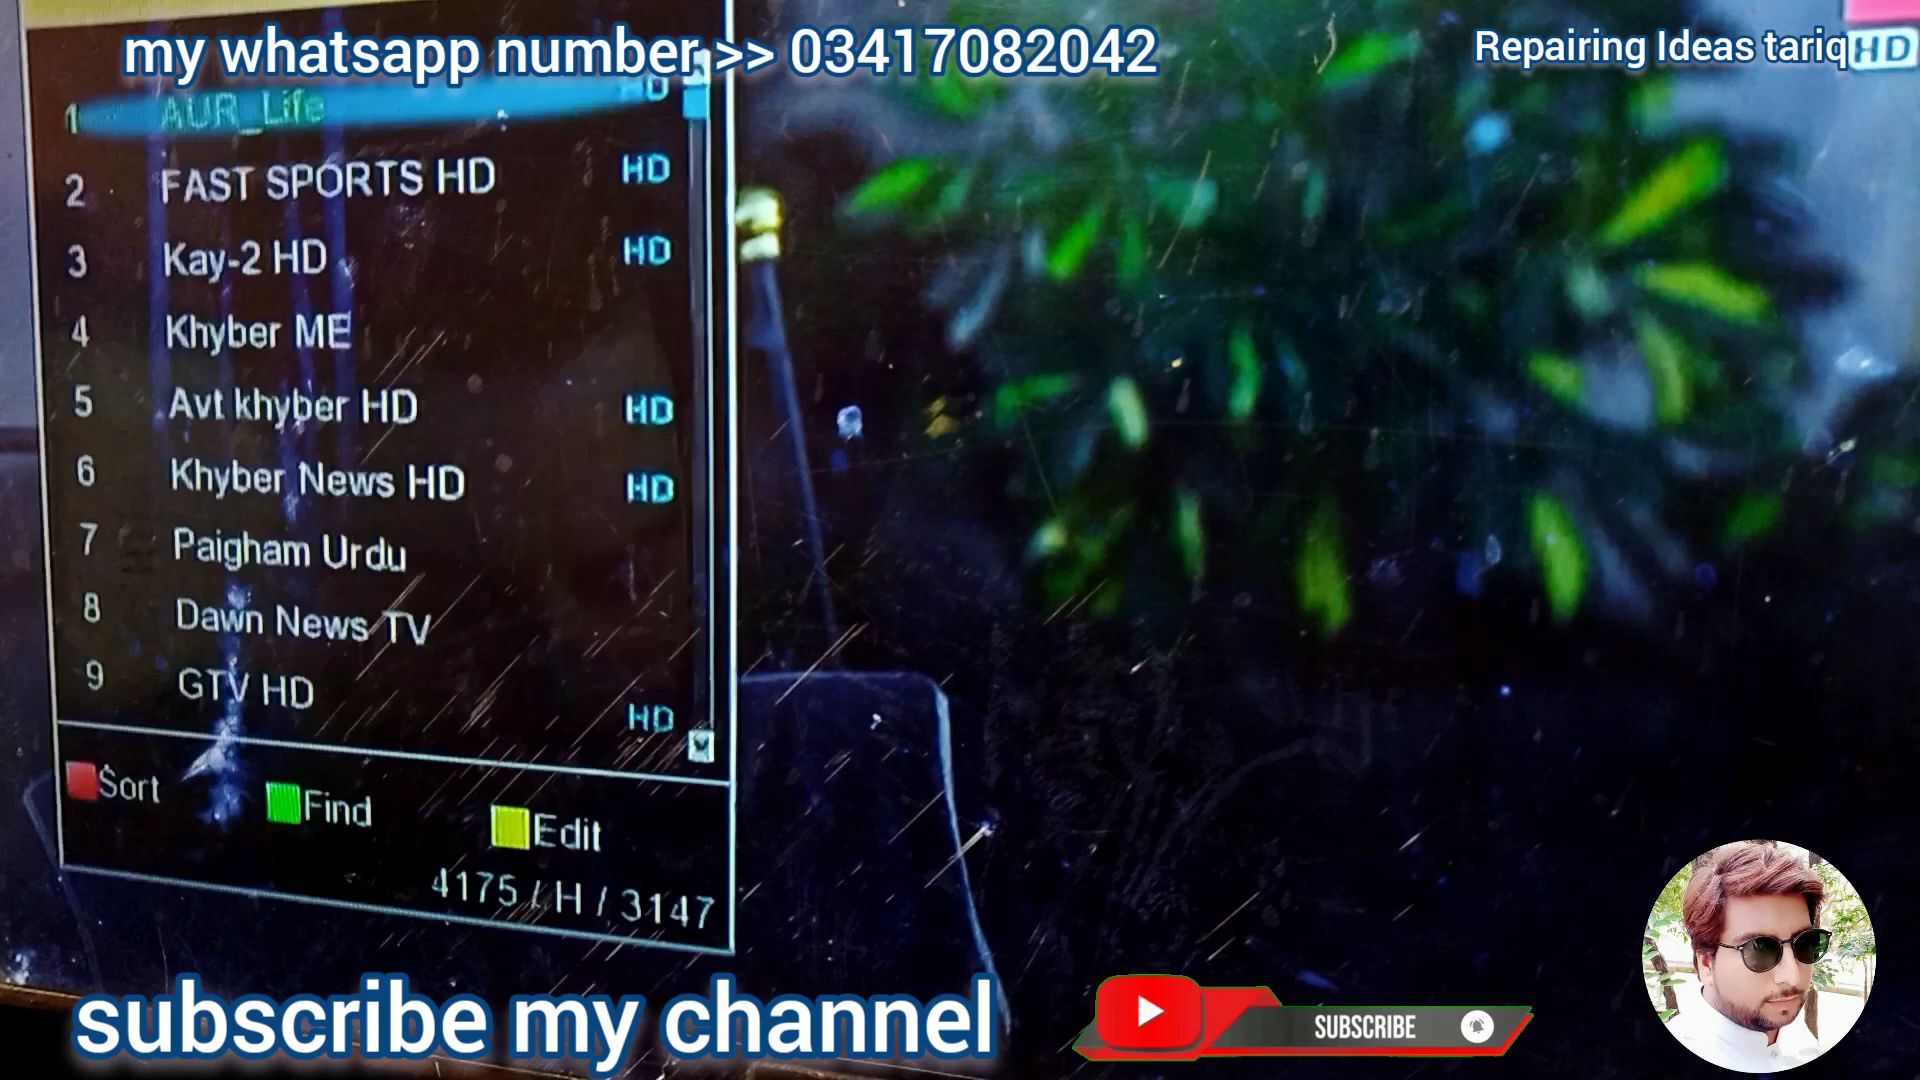 my whatsapp number >> 03417082042
Repairing Ideas tariq
HD
1 AUR_Life HD
2 FAST SPORTS HD HD
3 Kay-2 HD HD
4 Khyber ME
5 Avt khyber HD HD
6 Khyber News HD HD
7 Paigham Urdu
8 Dawn News TV
9 GTV HD HD
Sort Find Edit
4175 / H / 3147
subscribe my channel
SUBSCRIBE